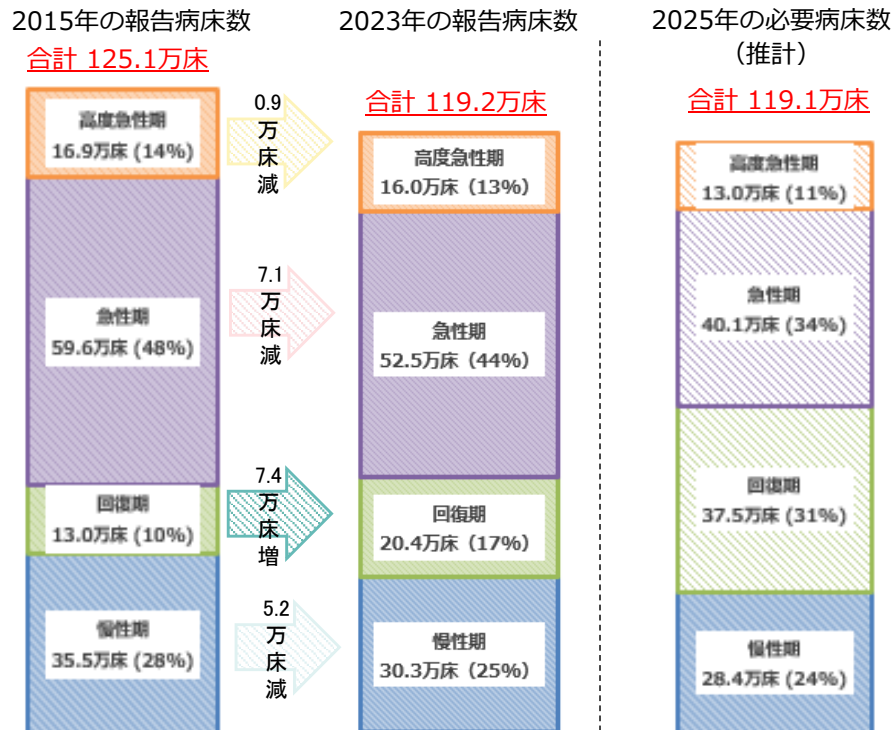 2015年の報告病床数
合計 125.1万床
高度急性期
16.9万床 (14%)
急性期
59.6万床 (48%)
回復期
13.0万床 (10%)
慢性期
35.5万床 (28%)
0.9
万
床
減
7.1
万
床
減
7.4
万
床
増
5.2
万
床
減
2023年の報告病床数
合計 119.2万床
高度急性期
16.0万床（13%）
急性期
52.5万床（44%）
回復期
20.4万床（17%）
慢性期
30.3万床（25%）
2025年の必要病床数
（推計）
合計 119.1万床
高度急性期
13.0万床 (11%)
急性期
40.1万床 (34%)
回復期
37.5万床 (31%)
慢性期
28.4万床 (24%)